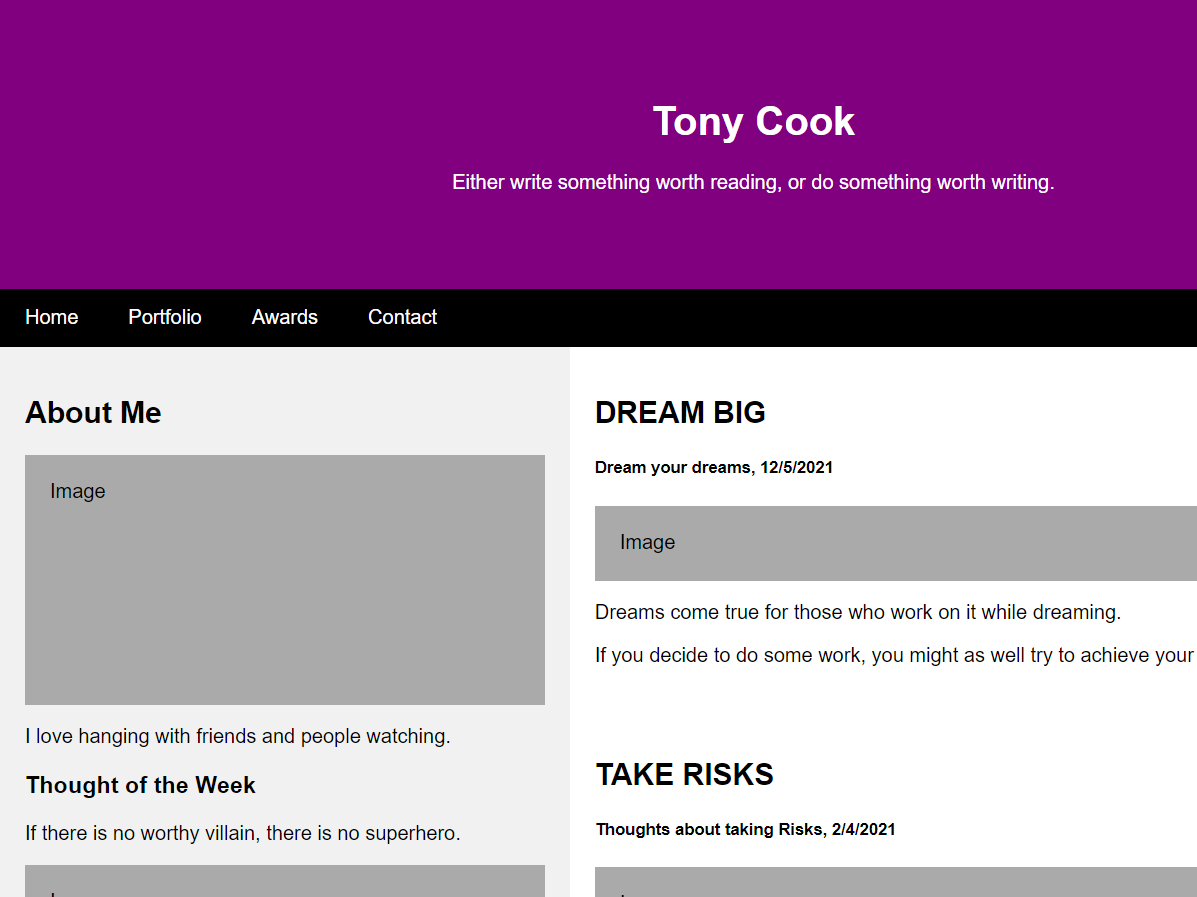 Tony Cook
Either write something worth reading, or do something worth writing.
Home Portfolio Awards Contact
About Me
Image
I love hanging with friends and people watching.
Thought of the Week
If there is no worthy villain, there is no superhero.
DREAM BIG
Dream your dreams, 12/5/2021
Image
Dreams come true for those who work on it while dreaming.
If you decide to do some work, you might as well try to achieve your
TAKE RISKS
Thoughts about taking Risks, 2/4/2021